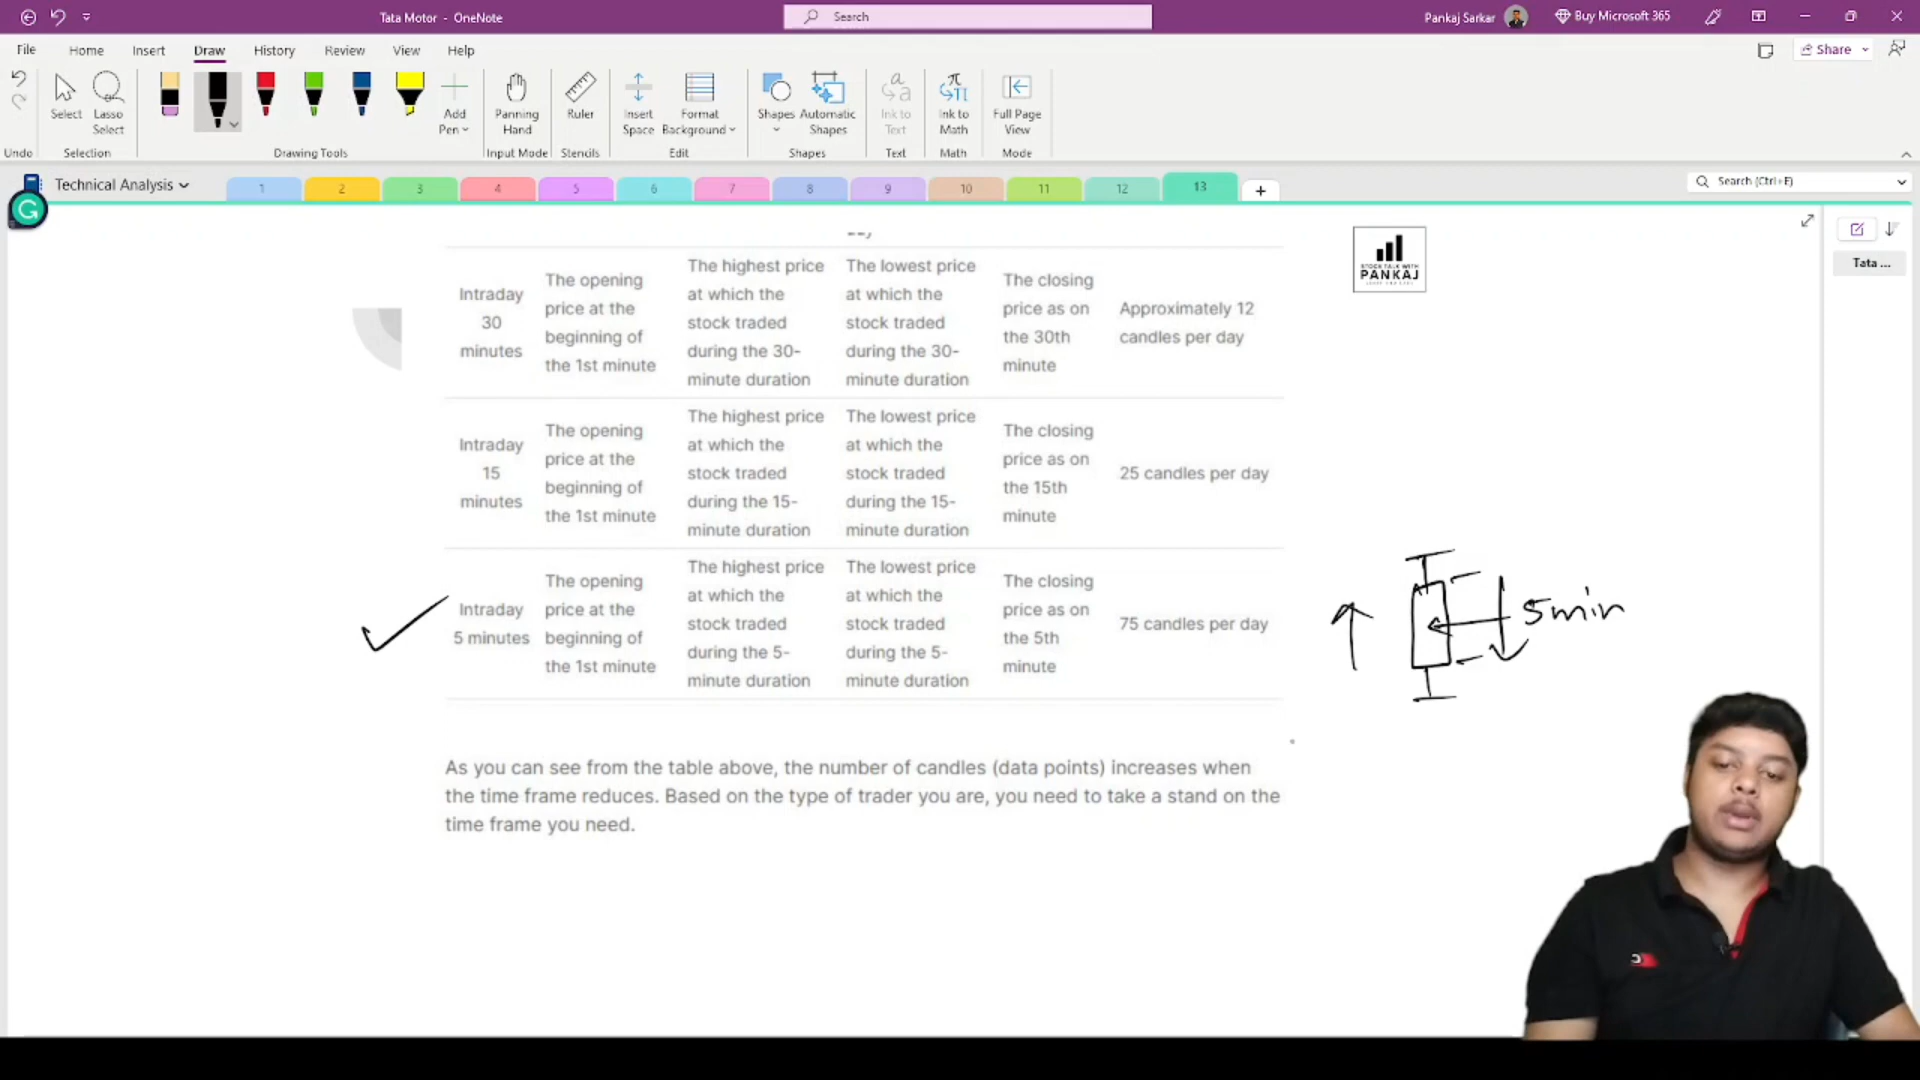 Tata Motor - OneNote
Search
Pankaj Sarkar
Buy Microsoft 365
File Home Insert Draw History Review View Help
Share
Select
Lasso
Select
Add
Pen
Panning
Hand
Ruler
Insert
Space
Format
Background
Shapes
Automatic
Shapes
Ink to
Text
Ink to
Math
Full Page
View
Undo Selection Drawing Tools Input Mode Stencils Edit Shapes Text Math Mode
Technical Analysis 1 2 3 4 5 6 7 8 9 10 11 12 13 +
Search (Ctrl+E)
Tata ...
STOCK TALK WITH
PANKAJ
Intraday
30
minutes
The opening
price at the
beginning of
the 1st minute
The highest price
at which the
stock traded
during the 30-
minute duration
The lowest price
at which the
stock traded
during the 30-
minute duration
The closing
price as on
the 30th
minute
Approximately 12
candles per day
Intraday
15
minutes
The opening
price at the
beginning of
the 1st minute
The highest price
at which the
stock traded
during the 15-
minute duration
The lowest price
at which the
stock traded
during the 15-
minute duration
The closing
price as on
the 15th
minute
25 candles per day
Intraday
5 minutes
The opening
price at the
beginning of
the 1st minute
The highest price
at which the
stock traded
during the 5-
minute duration
The lowest price
at which the
stock traded
during the 5-
minute duration
The closing
price as on
the 5th
minute
75 candles per day
5min
As you can see from the table above, the number of candles (data points) increases when
the time frame reduces. Based on the type of trader you are, you need to take a stand on the
time frame you need.